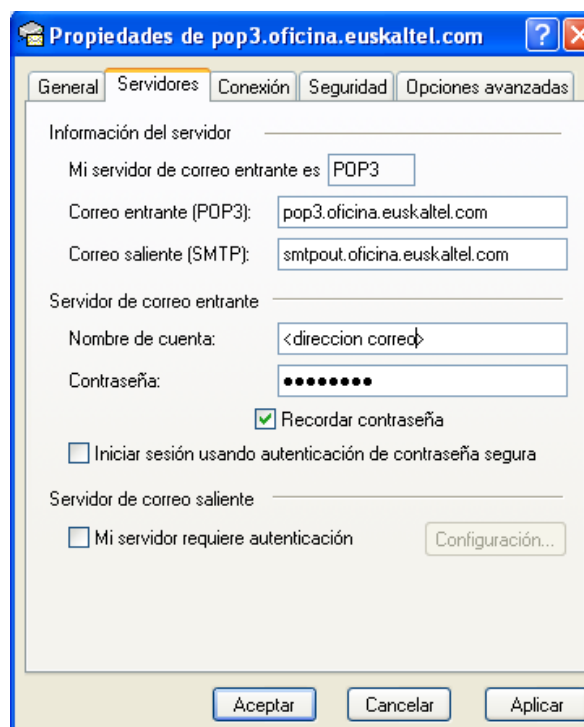 Propiedades de pop3.oficina.euskaltel.com ? X
General Servidores Conexión Seguridad Opciones avanzadas
Información del servidor
Mi servidor de correo entrante es POP3
Correo entrante (POP3): pop3.oficina.euskaltel.com
Correo saliente (SMTP): smtpout.oficina.euskaltel.com
Servidor de correo entrante
Nombre de cuenta: <direccion correo>
Contraseña: ●●●●●●●●
Recordar contraseña
Iniciar sesión usando autenticación de contraseña segura
Servidor de correo saliente
Mi servidor requiere autenticación Configuración...
Aceptar Cancelar Aplicar